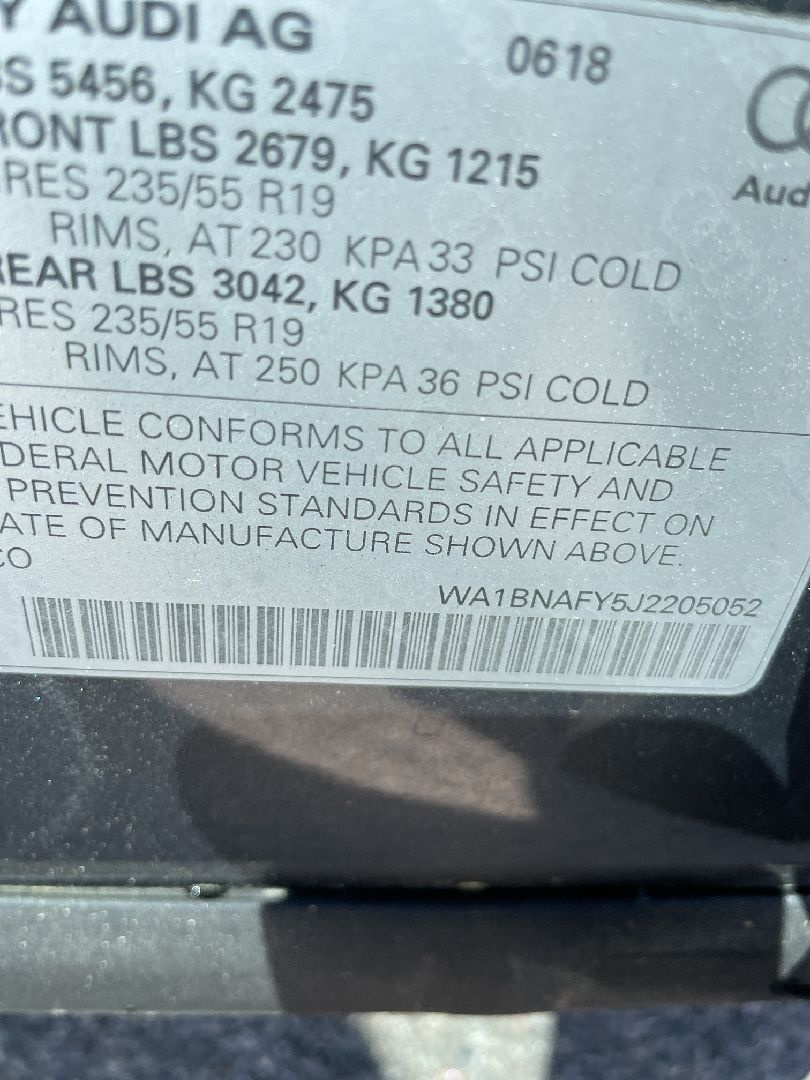 Y AUDI AG 0618
BS 5456, KG 2475
RONT LBS 2679, KG 1215
RES 235/55 R19
Aud
RIMS, AT 230 KPA 33 PSI COLD
REAR LBS 3042, KG 1380
RES 235/55 R19
RIMS, AT 250 KPA 36 PSI COLD
EHICLE CONFORMS TO ALL APPLICABLE
DERAL MOTOR VEHICLE SAFETY AND
PREVENTION STANDARDS IN EFFECT ON
ATE OF MANUFACTURE SHOWN ABOVE.
CO
WA1BNAFY5J2205052